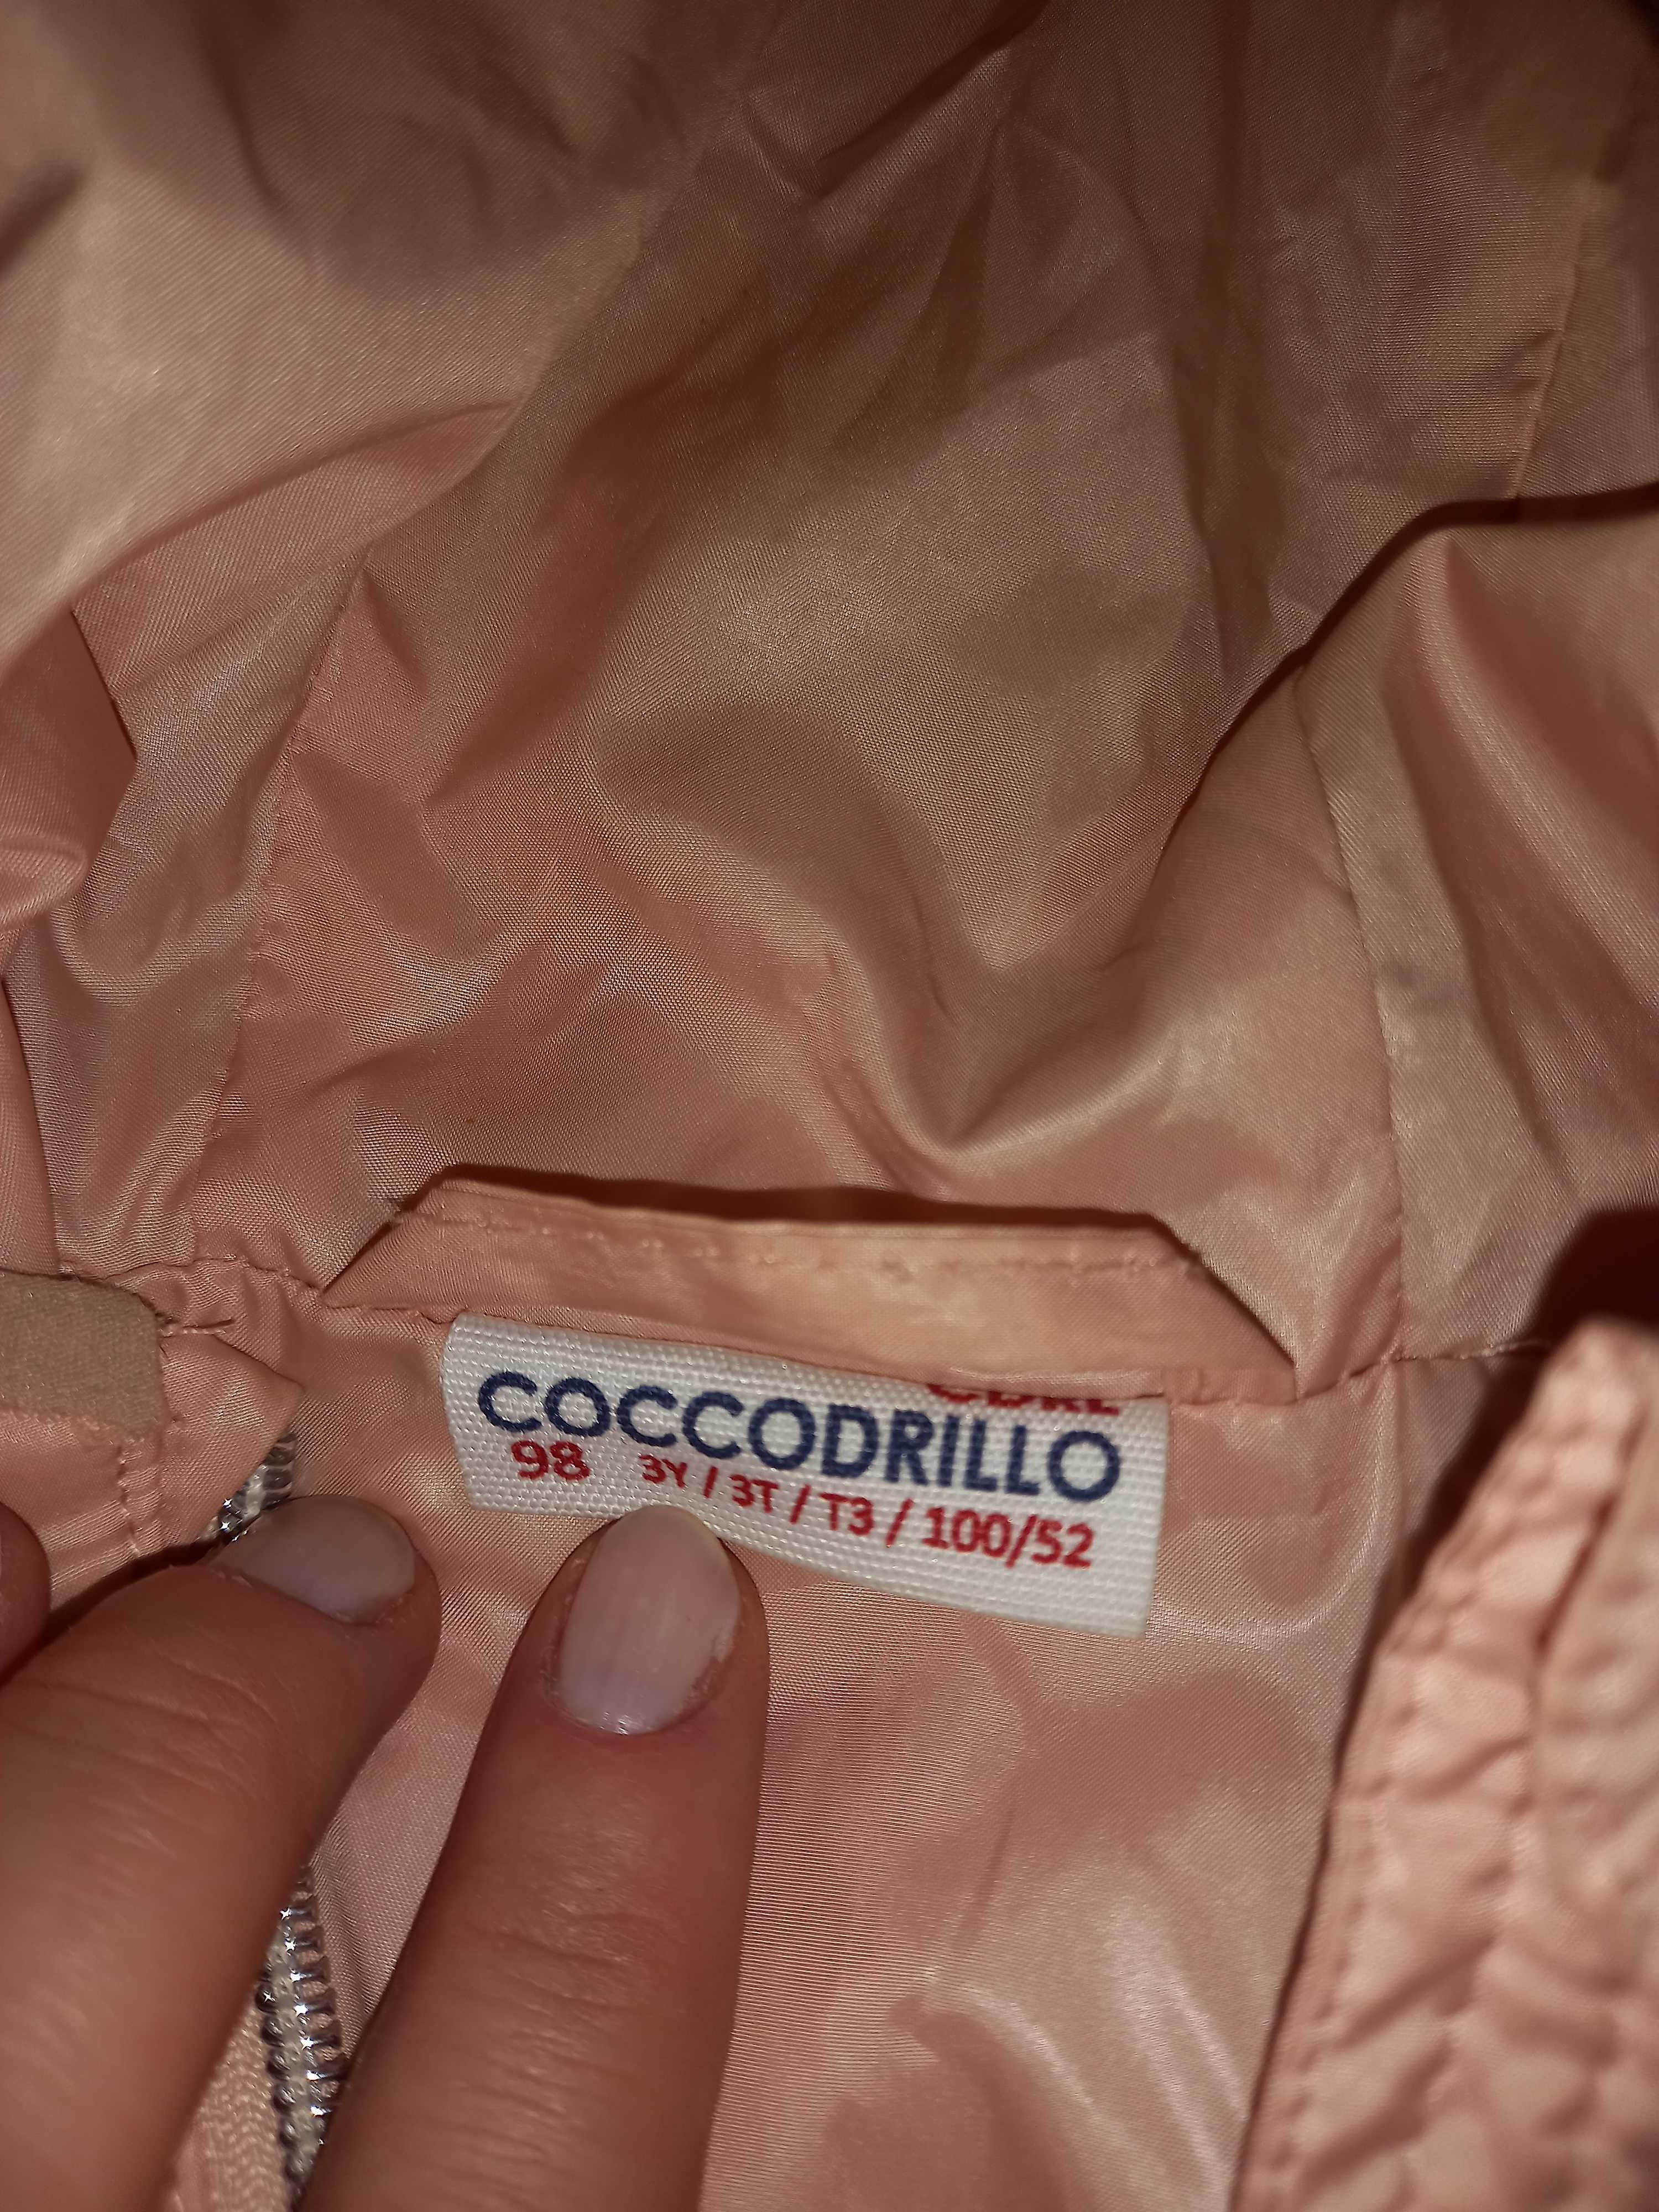 COCCODRILLO
98 3Y / 3T / T3 / 100/52